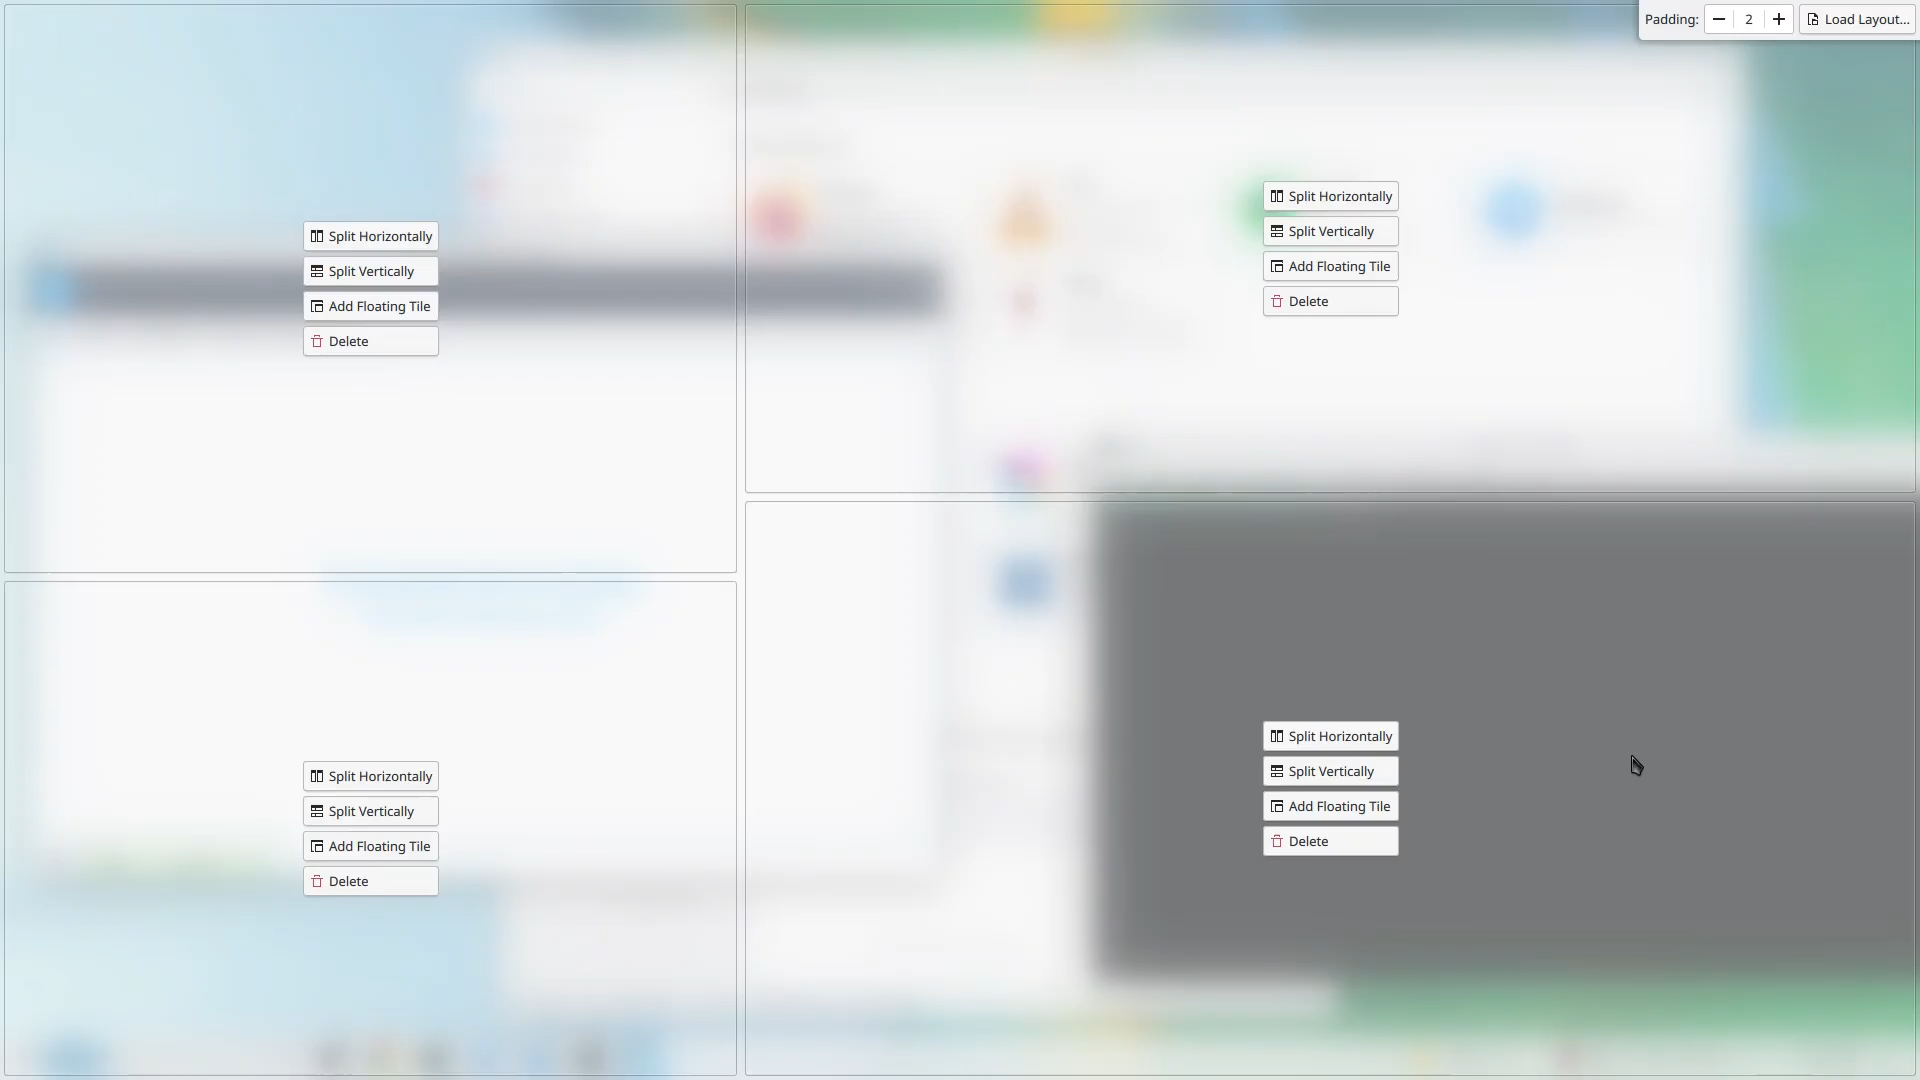 Padding: 2 Load Layout...
Split Horizontally
Split Vertically
Add Floating Tile
Delete
Split Horizontally
Split Vertically
Add Floating Tile
Delete
Split Horizontally
Split Vertically
Add Floating Tile
Delete
Split Horizontally
Split Vertically
Add Floating Tile
Delete